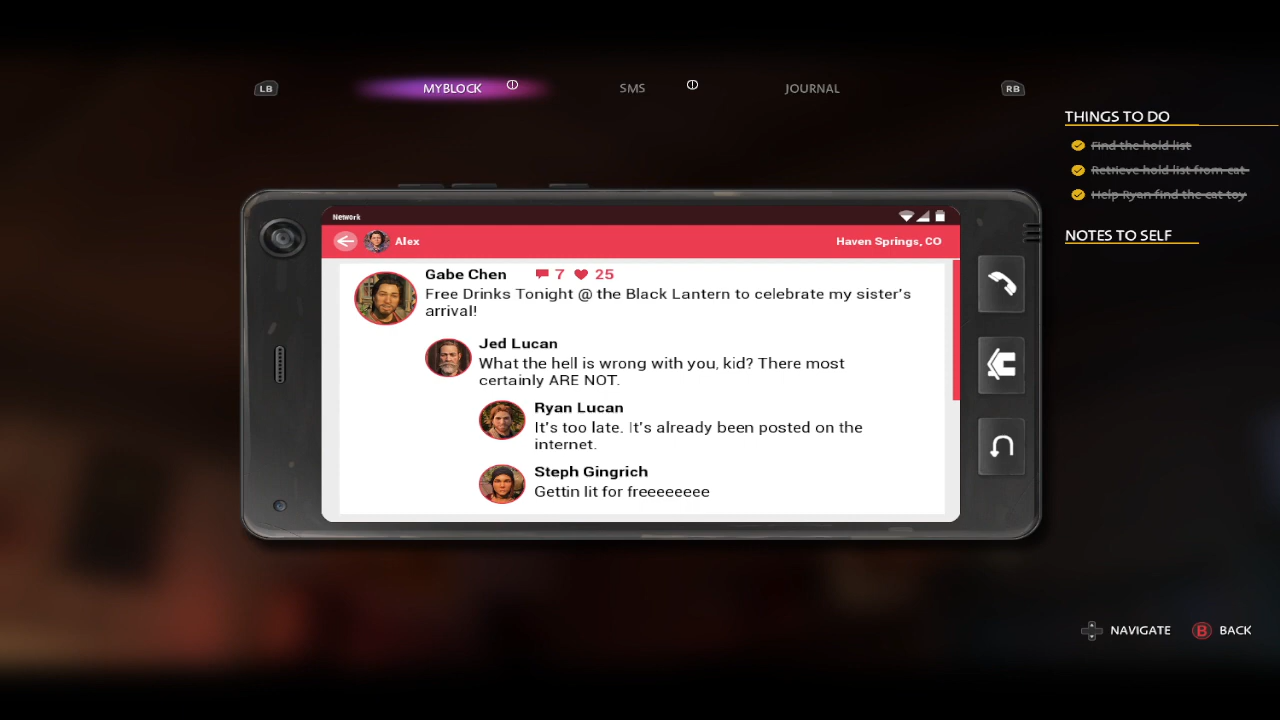 LB
MYBLOCK
SMS
JOURNAL
RB
THINGS TO DO
Find the hold list
Retrieve hold list from cat
Help Ryan find the cat toy
NOTES TO SELF
Network
Alex
Haven Springs, CO
Gabe Chen 7 25
Free Drinks Tonight @ the Black Lantern to celebrate my sister's
arrival!
Jed Lucan
What the hell is wrong with you, kid? There most
certainly ARE NOT.
Ryan Lucan
It's too late. It's already been posted on the
internet.
Steph Gingrich
Gettin lit for freeeeeeee
NAVIGATE
B BACK